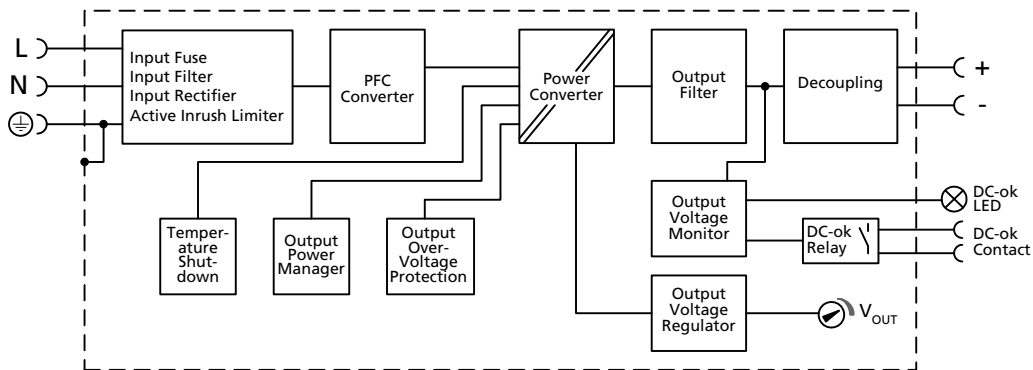 L
N
Input Fuse
Input Filter
Input Rectifier
Active Inrush Limiter
PFC
Converter
Power
Converter
Output
Filter
Decoupling
+
-
Temper-
ature
Shut-
down
Output
Power
Manager
Output
Over-
Voltage
Protection
Output
Voltage
Monitor
DC-ok
LED
DC-ok
Relay
DC-ok
Contact
Output
Voltage
Regulator
VOUT